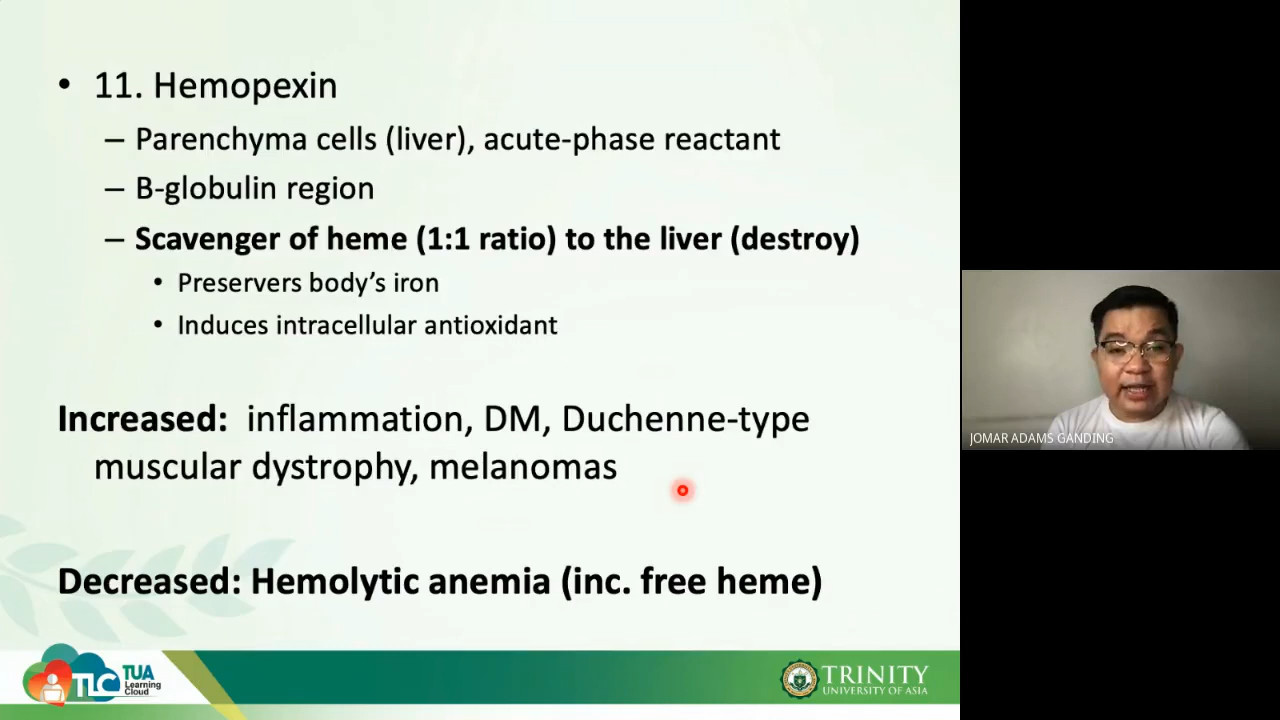 • 11. Hemopexin
– Parenchyma cells (liver), acute-phase reactant
– B-globulin region
– Scavenger of heme (1:1 ratio) to the liver (destroy)
• Preservers body's iron
• Induces intracellular antioxidant
Increased: inflammation, DM, Duchenne-type
muscular dystrophy, melanomas
Decreased: Hemolytic anemia (inc. free heme)
JOMAR ADAMS GANDING
TLC TUA
Learning
Cloud
TRINITY
UNIVERSITY OF ASIA